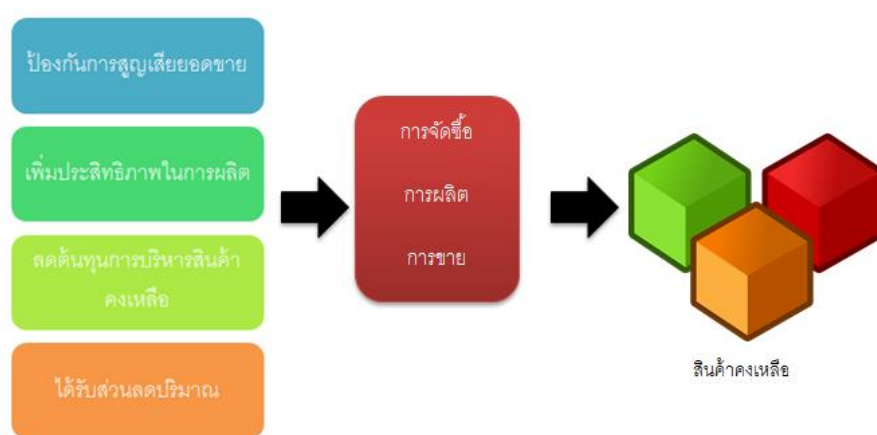 ป้องกันการสูญเสียยอดขาย
เพิ่มประสิทธิภาพในการผลิต
ลดต้นทุนการบริหารสินค้า
คงเหลือ
ได้รับส่วนลดปริมาณ
การจัดซื้อ
การผลิต
การขาย
สินค้าคงเหลือ